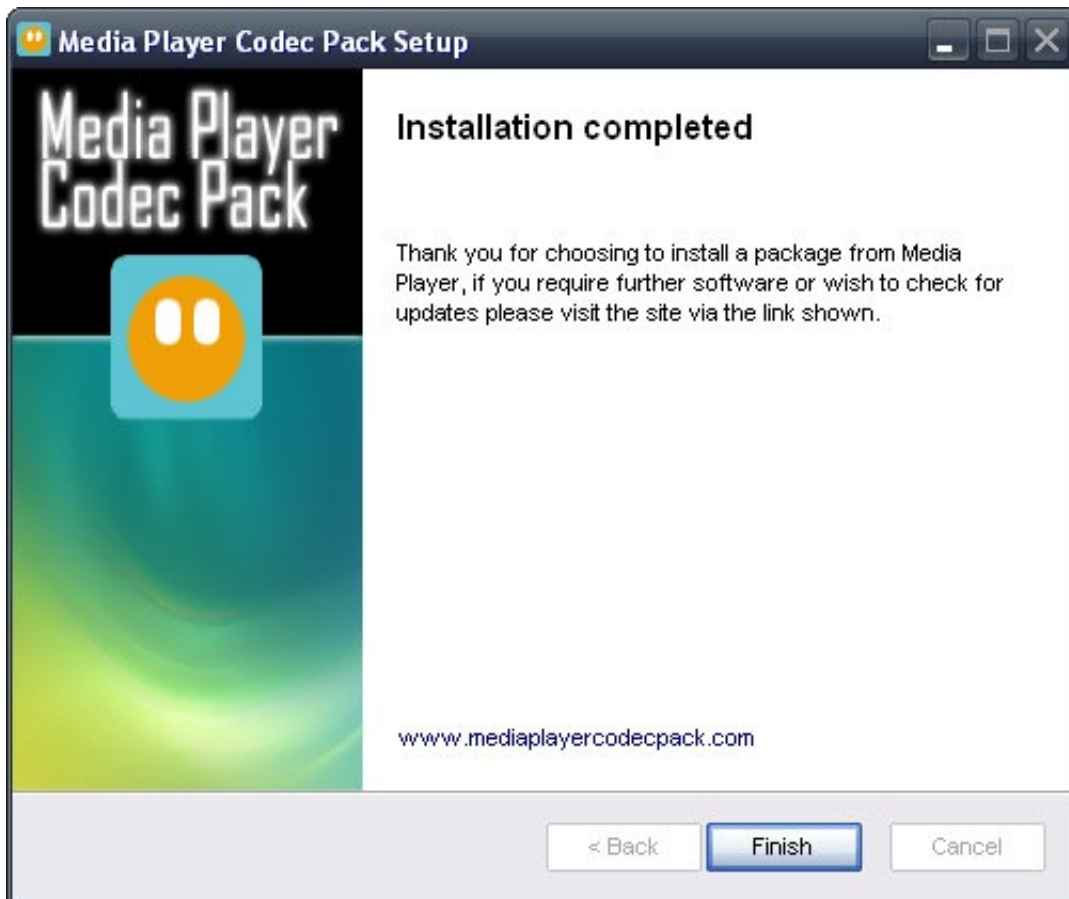 Media Player Codec Pack Setup
Media Player
Codec Pack
Installation completed
Thank you for choosing to install a package from Media
Player, if you require further software or wish to check for
updates please visit the site via the link shown.
www.mediaplayercodecpack.com
< Back
Finish
Cancel